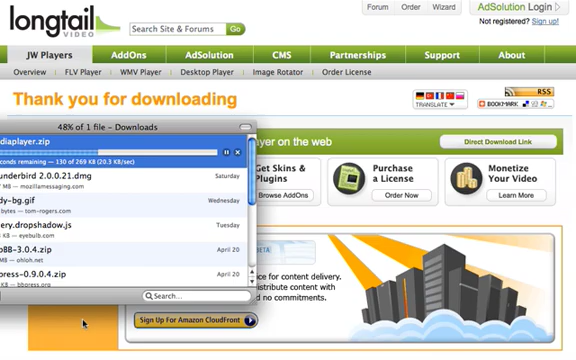 longtail
VIDEO
Search Site & Forums
Go
Forum Order Wizard
AdSolution Login
Not registered? Sign up!
JW Players AddOns AdSolution CMS Partnerships Support About
Overview FLV Player WMV Player Desktop Player Image Rotator Order License
Thank you for downloading
TRANSLATE
RSS
BOOKMARK
48% of 1 file – Downloads
diaplayer.zip
conds remaining — 130 of 269 KB (20.3 KB/sec)
underbird 2.0.0.21.dmg Saturday
MB — mozillamessaging.com
dy-bg.gif Wednesday
bytes — tom-rogers.com
ery.dropshadow.js Tuesday
KB — eyebulb.com
pBB-3.0.4.zip April 20
MB — ohloh.net
press-0.9.0.4.zip April 20
KB — bbpress.org
Search...
ayer on the web
Direct Download Link
Get Skins &
Plugins
Browse AddOns
Purchase
a License
Order Now
Monetize
Your Video
Learn More
BETA
ce for content delivery.
distribute content with
d no commitments.
Sign Up For Amazon CloudFront